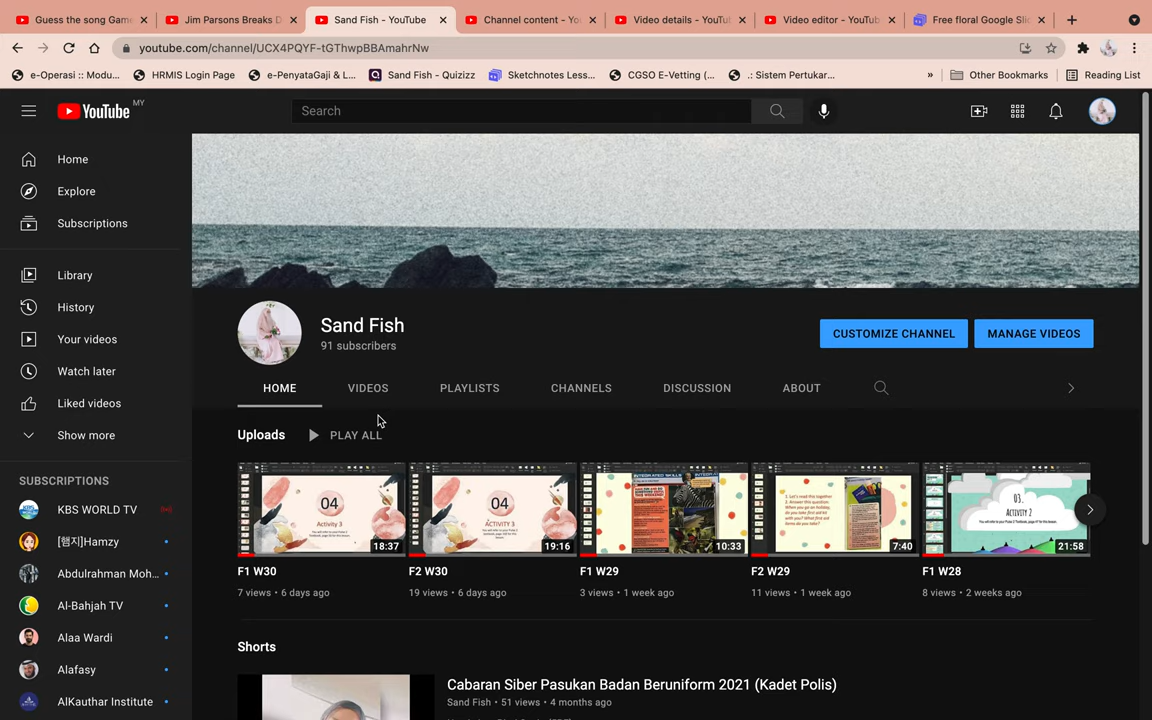 Guess the song Game
Jim Parsons Breaks D
Sand Fish - YouTube
Channel content - Yo
Video details - YouTu
Video editor - YouTub
Free floral Google Slid
youtube.com/channel/UCX4PQYF-tGThwpBBAmahrNw
e-Operasi :: Modu...
HRMIS Login Page
e-PenyataGaji & L...
Sand Fish - Quizizz
Sketchnotes Less...
CGSO E-Vetting (...
.: Sistem Pertukar...
»
Other Bookmarks
Reading List
YouTube MY
Search
Home
Explore
Subscriptions
Library
History
Your videos
Watch later
Liked videos
Show more
SUBSCRIPTIONS
KBS WORLD TV
[햄지]Hamzy
Abdulrahman Moh...
Al-Bahjah TV
Alaa Wardi
Alafasy
AlKauthar Institute
Sand Fish
91 subscribers
CUSTOMIZE CHANNEL
MANAGE VIDEOS
HOME
VIDEOS
PLAYLISTS
CHANNELS
DISCUSSION
ABOUT
Uploads
PLAY ALL
04
Activity 3
18:37
04
ACTIVITY 3
19:16
10:33
7:40
03.
ACTIVITY 2
21:58
F1 W30
7 views • 6 days ago
F2 W30
19 views • 6 days ago
F1 W29
3 views • 1 week ago
F2 W29
11 views • 1 week ago
F1 W28
8 views • 2 weeks ago
Shorts
Cabaran Siber Pasukan Badan Beruniform 2021 (Kadet Polis)
Sand Fish • 51 views • 4 months ago